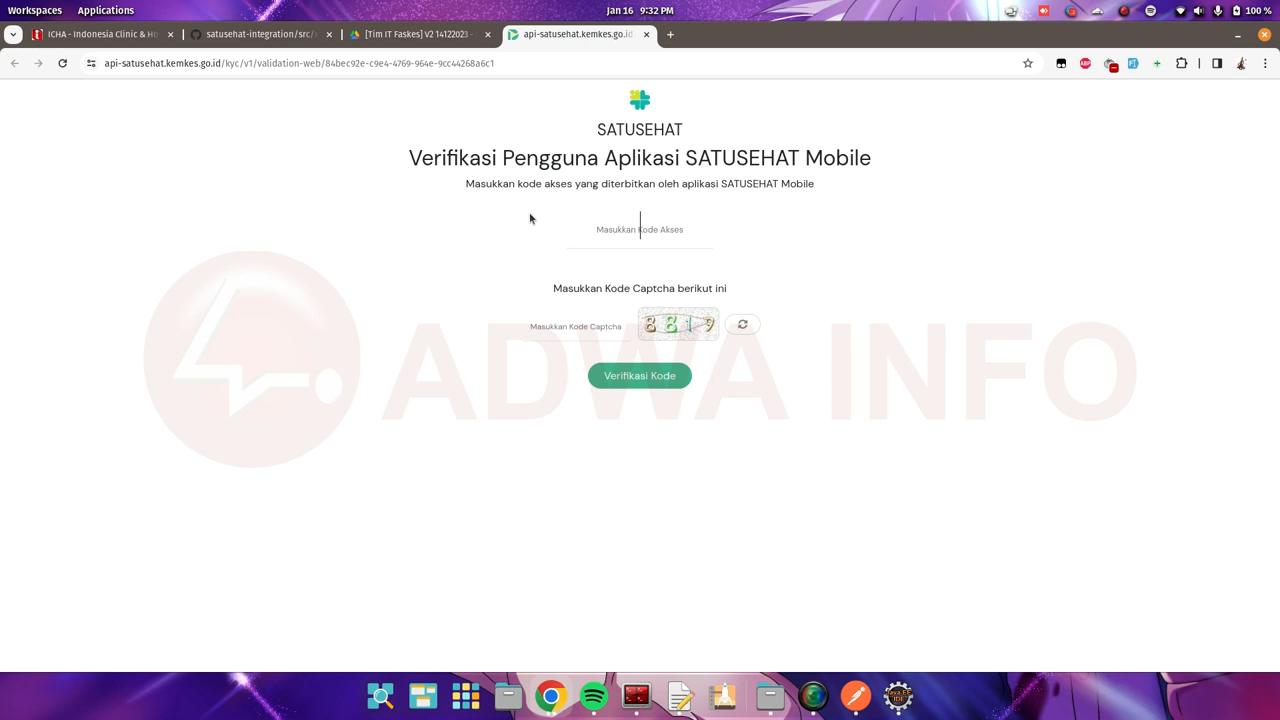 Workspaces Applications Jan 16 9:32 PM 100 %
ICHA - Indonesia Clinic & Ho satusehat-integration/src/ [Tim IT Faskes] V2 14122023 - api-satusehat.kemkes.go.id
api-satusehat.kemkes.go.id/kyc/v1/validation-web/84bec92e-c9e4-4769-964e-9cc44268a6c1
SATUSEHAT
Verifikasi Pengguna Aplikasi SATUSEHAT Mobile
Masukkan kode akses yang diterbitkan oleh aplikasi SATUSEHAT Mobile
Masukkan Kode Akses
Masukkan Kode Captcha berikut ini
Masukkan Kode Captcha
Verifikasi Kode
ADWA INFO